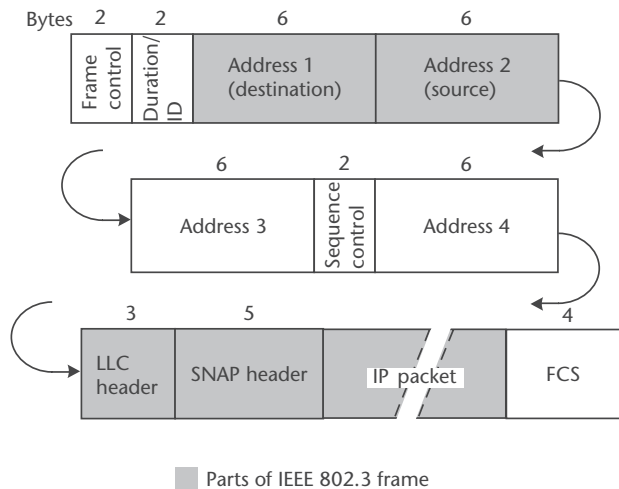 Bytes 2 2 6 6
Frame control
Duration/ ID
Address 1 (destination)
Address 2 (source)
6 2 6
Address 3
Sequence control
Address 4
3 5 4
LLC header
SNAP header
IP packet
FCS
Parts of IEEE 802.3 frame